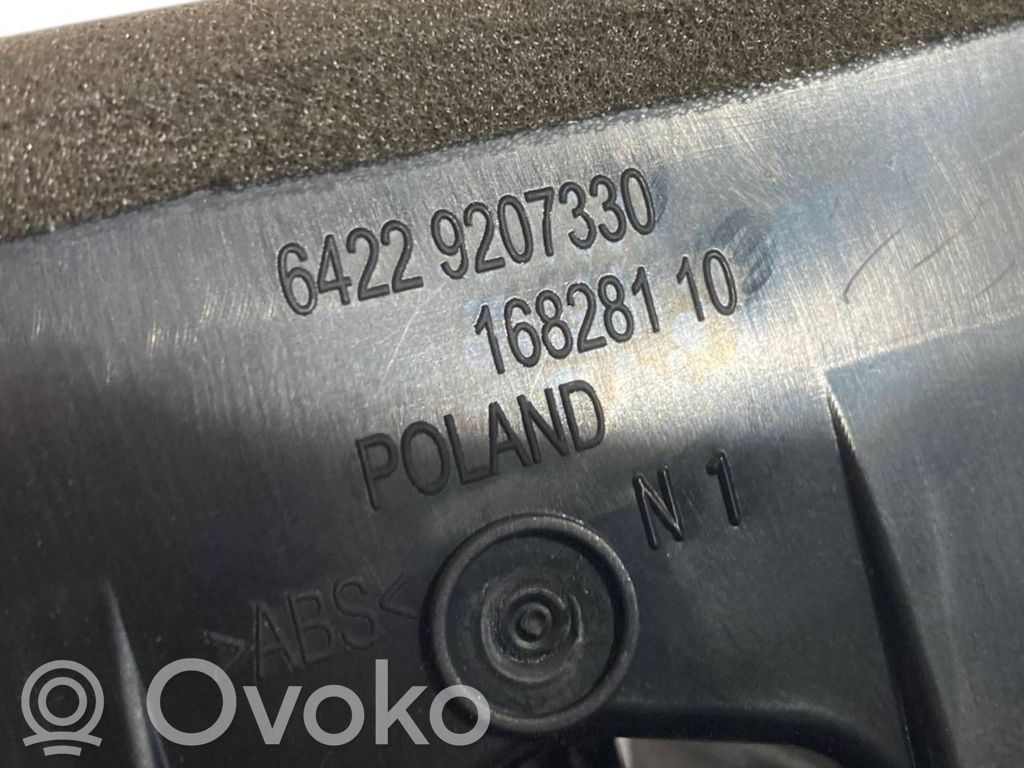 6422 9207330
168281 10
POLAND
N 1
>ABS<
Ovoko